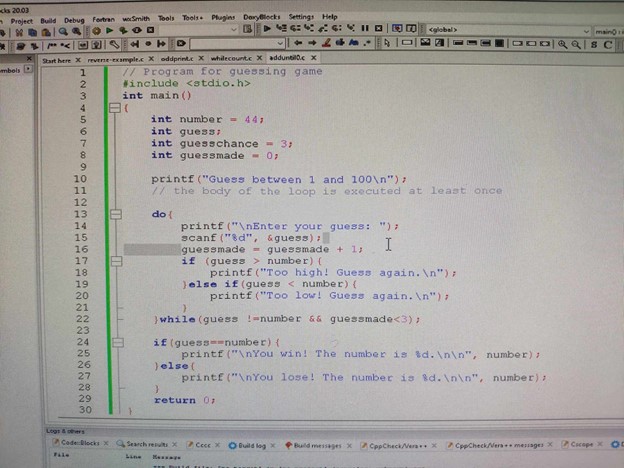 cks 20.03
Project Build Debug Fortran wxSmith Tools Tools+ Plugins DoxyBlocks Settings Help
<global>
main() :
S C
Start here reverse-example.c oddprint.c whilecount.c adduntil0.c
mbols
1 // Program for guessing game
2 #include <stdio.h>
3 int main()
4 {
5 int number = 44;
6 int guess;
7 int guesschance = 3;
8 int guessmade = 0;
9
10 printf("Guess between 1 and 100\n");
11 // the body of the loop is executed at least once
12
13 do{
14 printf("\nEnter your guess: ");
15 scanf("%d", &guess);
16 guessmade = guessmade + 1;
17 if (guess > number){
18 printf("Too high! Guess again.\n");
19 }else if(guess < number){
20 printf("Too low! Guess again.\n");
21 }
22 }while(guess !=number && guessmade<3);
23
24 if(guess==number){
25 printf("\nYou win! The number is %d.\n\n", number);
26 }else{
27 printf("\nYou lose! The number is %d.\n\n", number);
28 }
29 return 0;
30 }
Logs & others
Code::Blocks Search results Cccc Build log Build messages CppCheck/Vera++ CppCheck/Vera++ messages Cscope
File Line Message